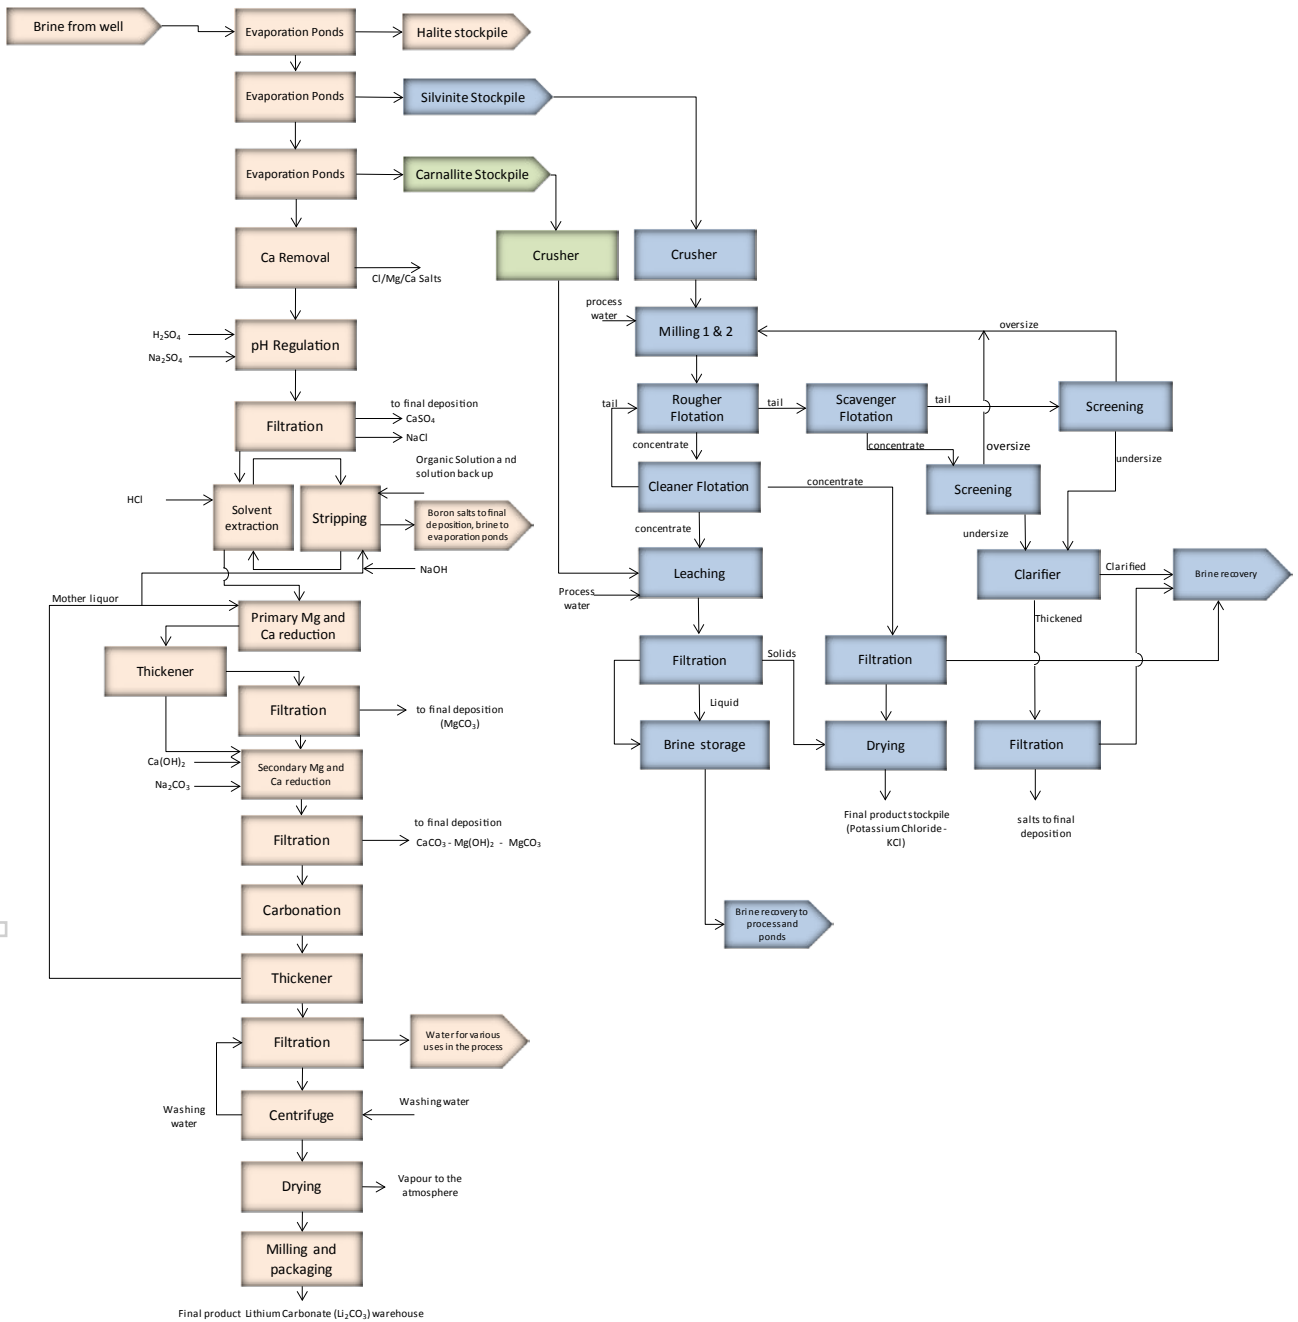 Brine from well
Evaporation Ponds
Halite stockpile
Evaporation Ponds
Silvinite Stockpile
Evaporation Ponds
Carnallite Stockpile
Ca Removal
Cl/Mg/Ca Salts
Crusher
Crusher
process
water
Milling 1 & 2
oversize
H₂SO₄
Na₂SO₄
pH Regulation
to final deposition
CaSO₄
NaCl
Filtration
tail
Rougher
Flotation
tail
Scavenger
Flotation
tail
Screening
concentrate
concentrate
oversize
undersize
Organic Solution and
solution back up
HCl
Solvent
extraction
Stripping
Boron salts to final
deposition, brine to
evaporation ponds
NaOH
Cleaner Flotation
concentrate
Screening
concentrate
undersize
Leaching
Process
water
Clarifier
Clarified
Brine recovery
Thickened
Mother liquor
Primary Mg and
Ca reduction
Thickener
Filtration
to final deposition
(MgCO₃)
Filtration
Solids
Liquid
Filtration
Brine storage
Drying
Filtration
Ca(OH)₂
Na₂CO₃
Secondary Mg and
Ca reduction
Final product stockpile
(Potassium Chloride -
KCl)
salts to final
deposition
Filtration
to final deposition
CaCO₃ - Mg(OH)₂ - MgCO₃
Carbonation
Brine recovery to
process and
ponds
Thickener
Filtration
Water for various
uses in the process
Washing
water
Centrifuge
Washing water
Drying
Vapour to the
atmosphere
Milling and
packaging
Final product Lithium Carbonate (Li₂CO₃) warehouse